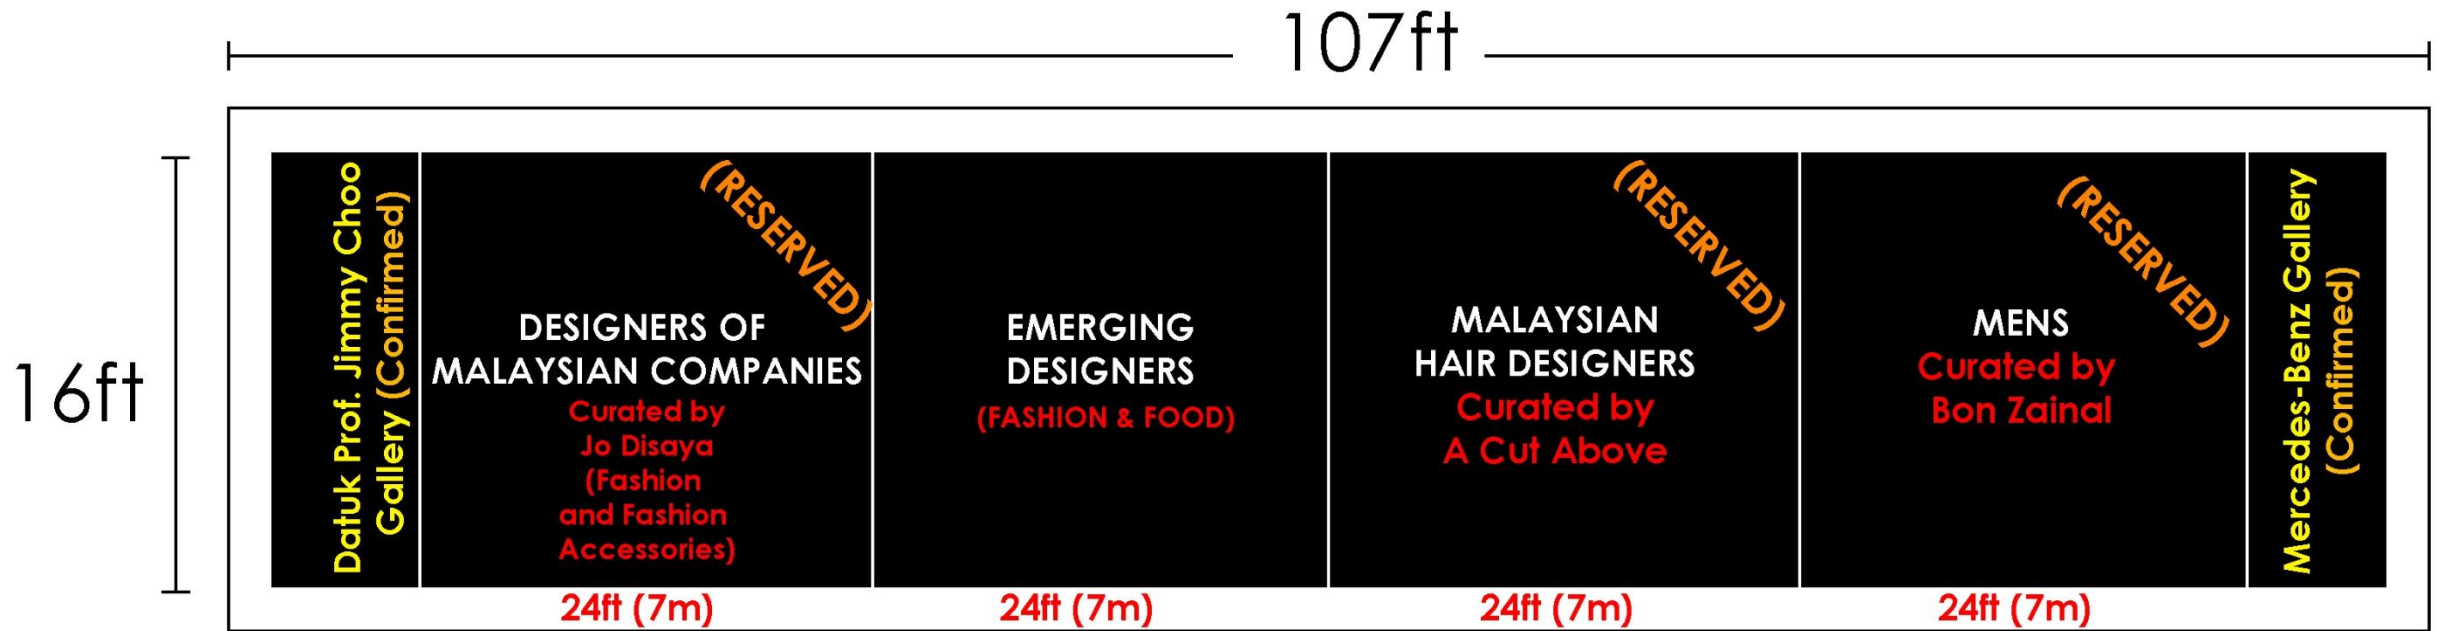 107ft
16ft
Datuk Prof. Jimmy Choo
Gallery (Confirmed)
(RESERVED)
DESIGNERS OF
MALAYSIAN COMPANIES
Curated by
Jo Disaya
(Fashion
and Fashion
Accessories)
24ft (7m)
EMERGING
DESIGNERS
(FASHION & FOOD)
24ft (7m)
(RESERVED)
MALAYSIAN
HAIR DESIGNERS
Curated by
A Cut Above
24ft (7m)
(RESERVED)
MENS
Curated by
Bon Zainal
24ft (7m)
Mercedes-Benz Gallery
(Confirmed)